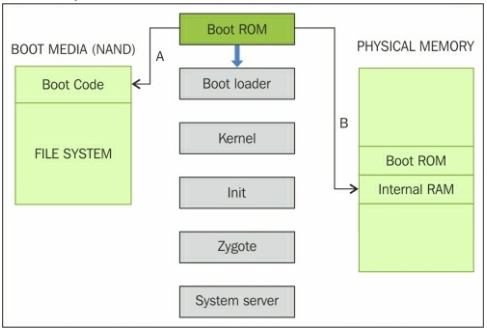 Boot ROM
BOOT MEDIA (NAND)
A
PHYSICAL MEMORY
Boot Code
Boot loader
B
Kernel
FILE SYSTEM
Boot ROM
Init
Internal RAM
Zygote
System server